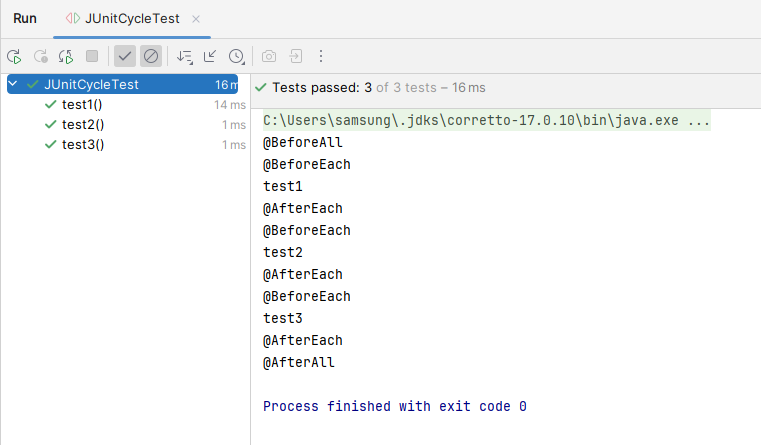 Run JUnitCycleTest
JUnitCycleTest 16 m
test1() 14 ms
test2() 1 ms
test3() 1 ms
Tests passed: 3 of 3 tests – 16 ms
C:\Users\samsung\.jdks\corretto-17.0.10\bin\java.exe ...
@BeforeAll
@BeforeEach
test1
@AfterEach
@BeforeEach
test2
@AfterEach
@BeforeEach
test3
@AfterEach
@AfterAll
Process finished with exit code 0